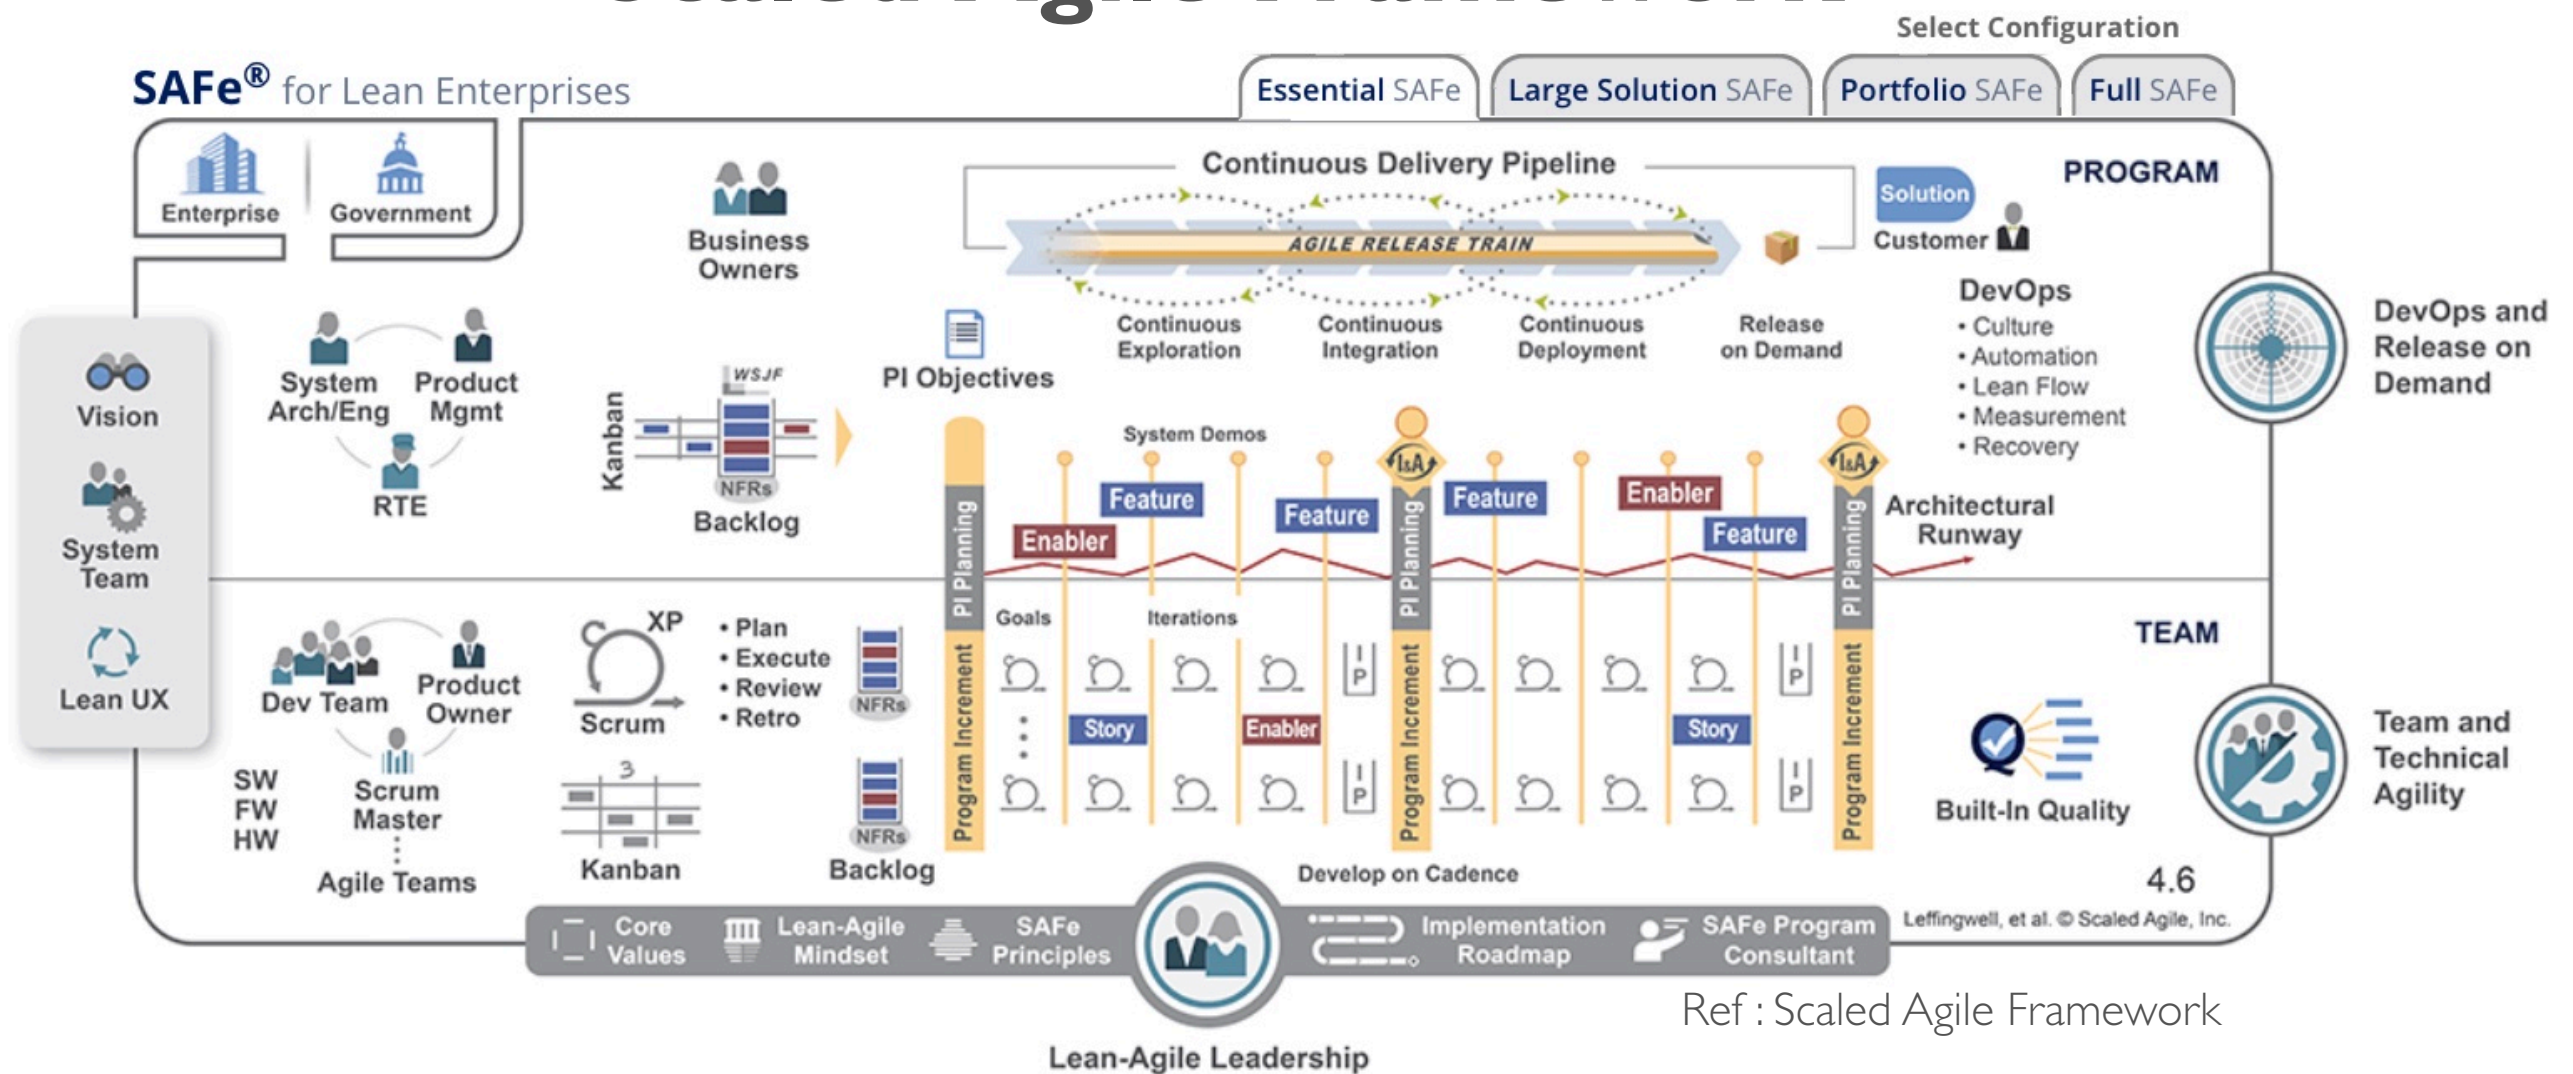 Select Configuration
SAFe® for Lean Enterprises
Essential SAFe
Large Solution SAFe
Portfolio SAFe
Full SAFe
Enterprise
Government
Business
Owners
Continuous Delivery Pipeline
AGILE RELEASE TRAIN
Continuous
Exploration
Continuous
Integration
Continuous
Deployment
Release
on Demand
Solution
Customer
PROGRAM
DevOps
• Culture
• Automation
• Lean Flow
• Measurement
• Recovery
DevOps and
Release on
Demand
Vision
System
Team
Lean UX
System
Arch/Eng
Product
Mgmt
RTE
Kanban
WSJF
NFRs
Backlog
PI Objectives
System Demos
I&A
I&A
PI Planning
Enabler
Feature
Feature
PI Planning
Feature
Enabler
Feature
PI Planning
Architectural
Runway
TEAM
Dev Team
Product
Owner
Scrum
Master
Agile Teams
SW
FW
HW
XP
Scrum
• Plan
• Execute
• Review
• Retro
NFRs
3
Kanban
NFRs
Backlog
Program Increment
Goals
Iterations
Story
Enabler
I
P
I
P
Program Increment
Story
I
P
I
P
Program Increment
Built-In Quality
Team and
Technical
Agility
Develop on Cadence
4.6
Leffingwell, et al. © Scaled Agile, Inc.
Core
Values
Lean-Agile
Mindset
SAFe
Principles
Implementation
Roadmap
SAFe Program
Consultant
Lean-Agile Leadership
Ref : Scaled Agile Framework